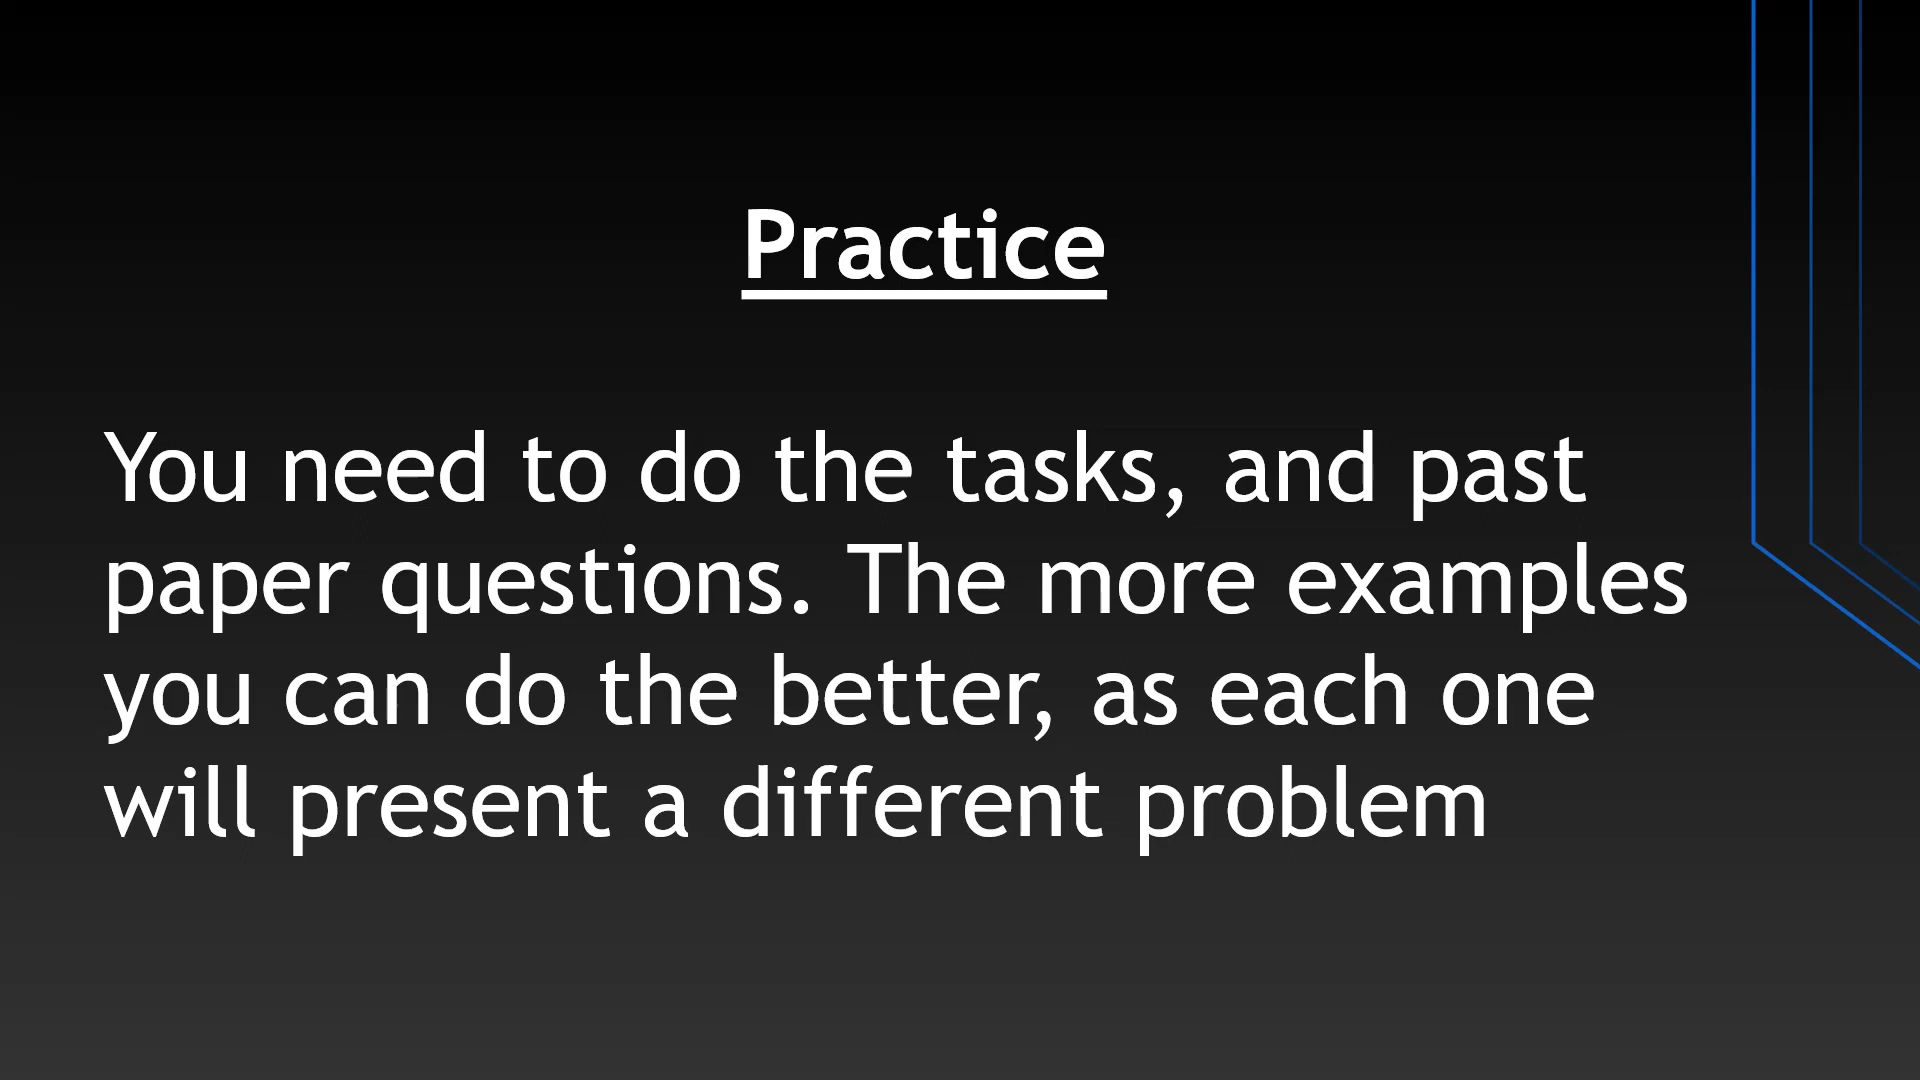 Practice
You need to do the tasks, and past
paper questions. The more examples
you can do the better, as each one
will present a different problem